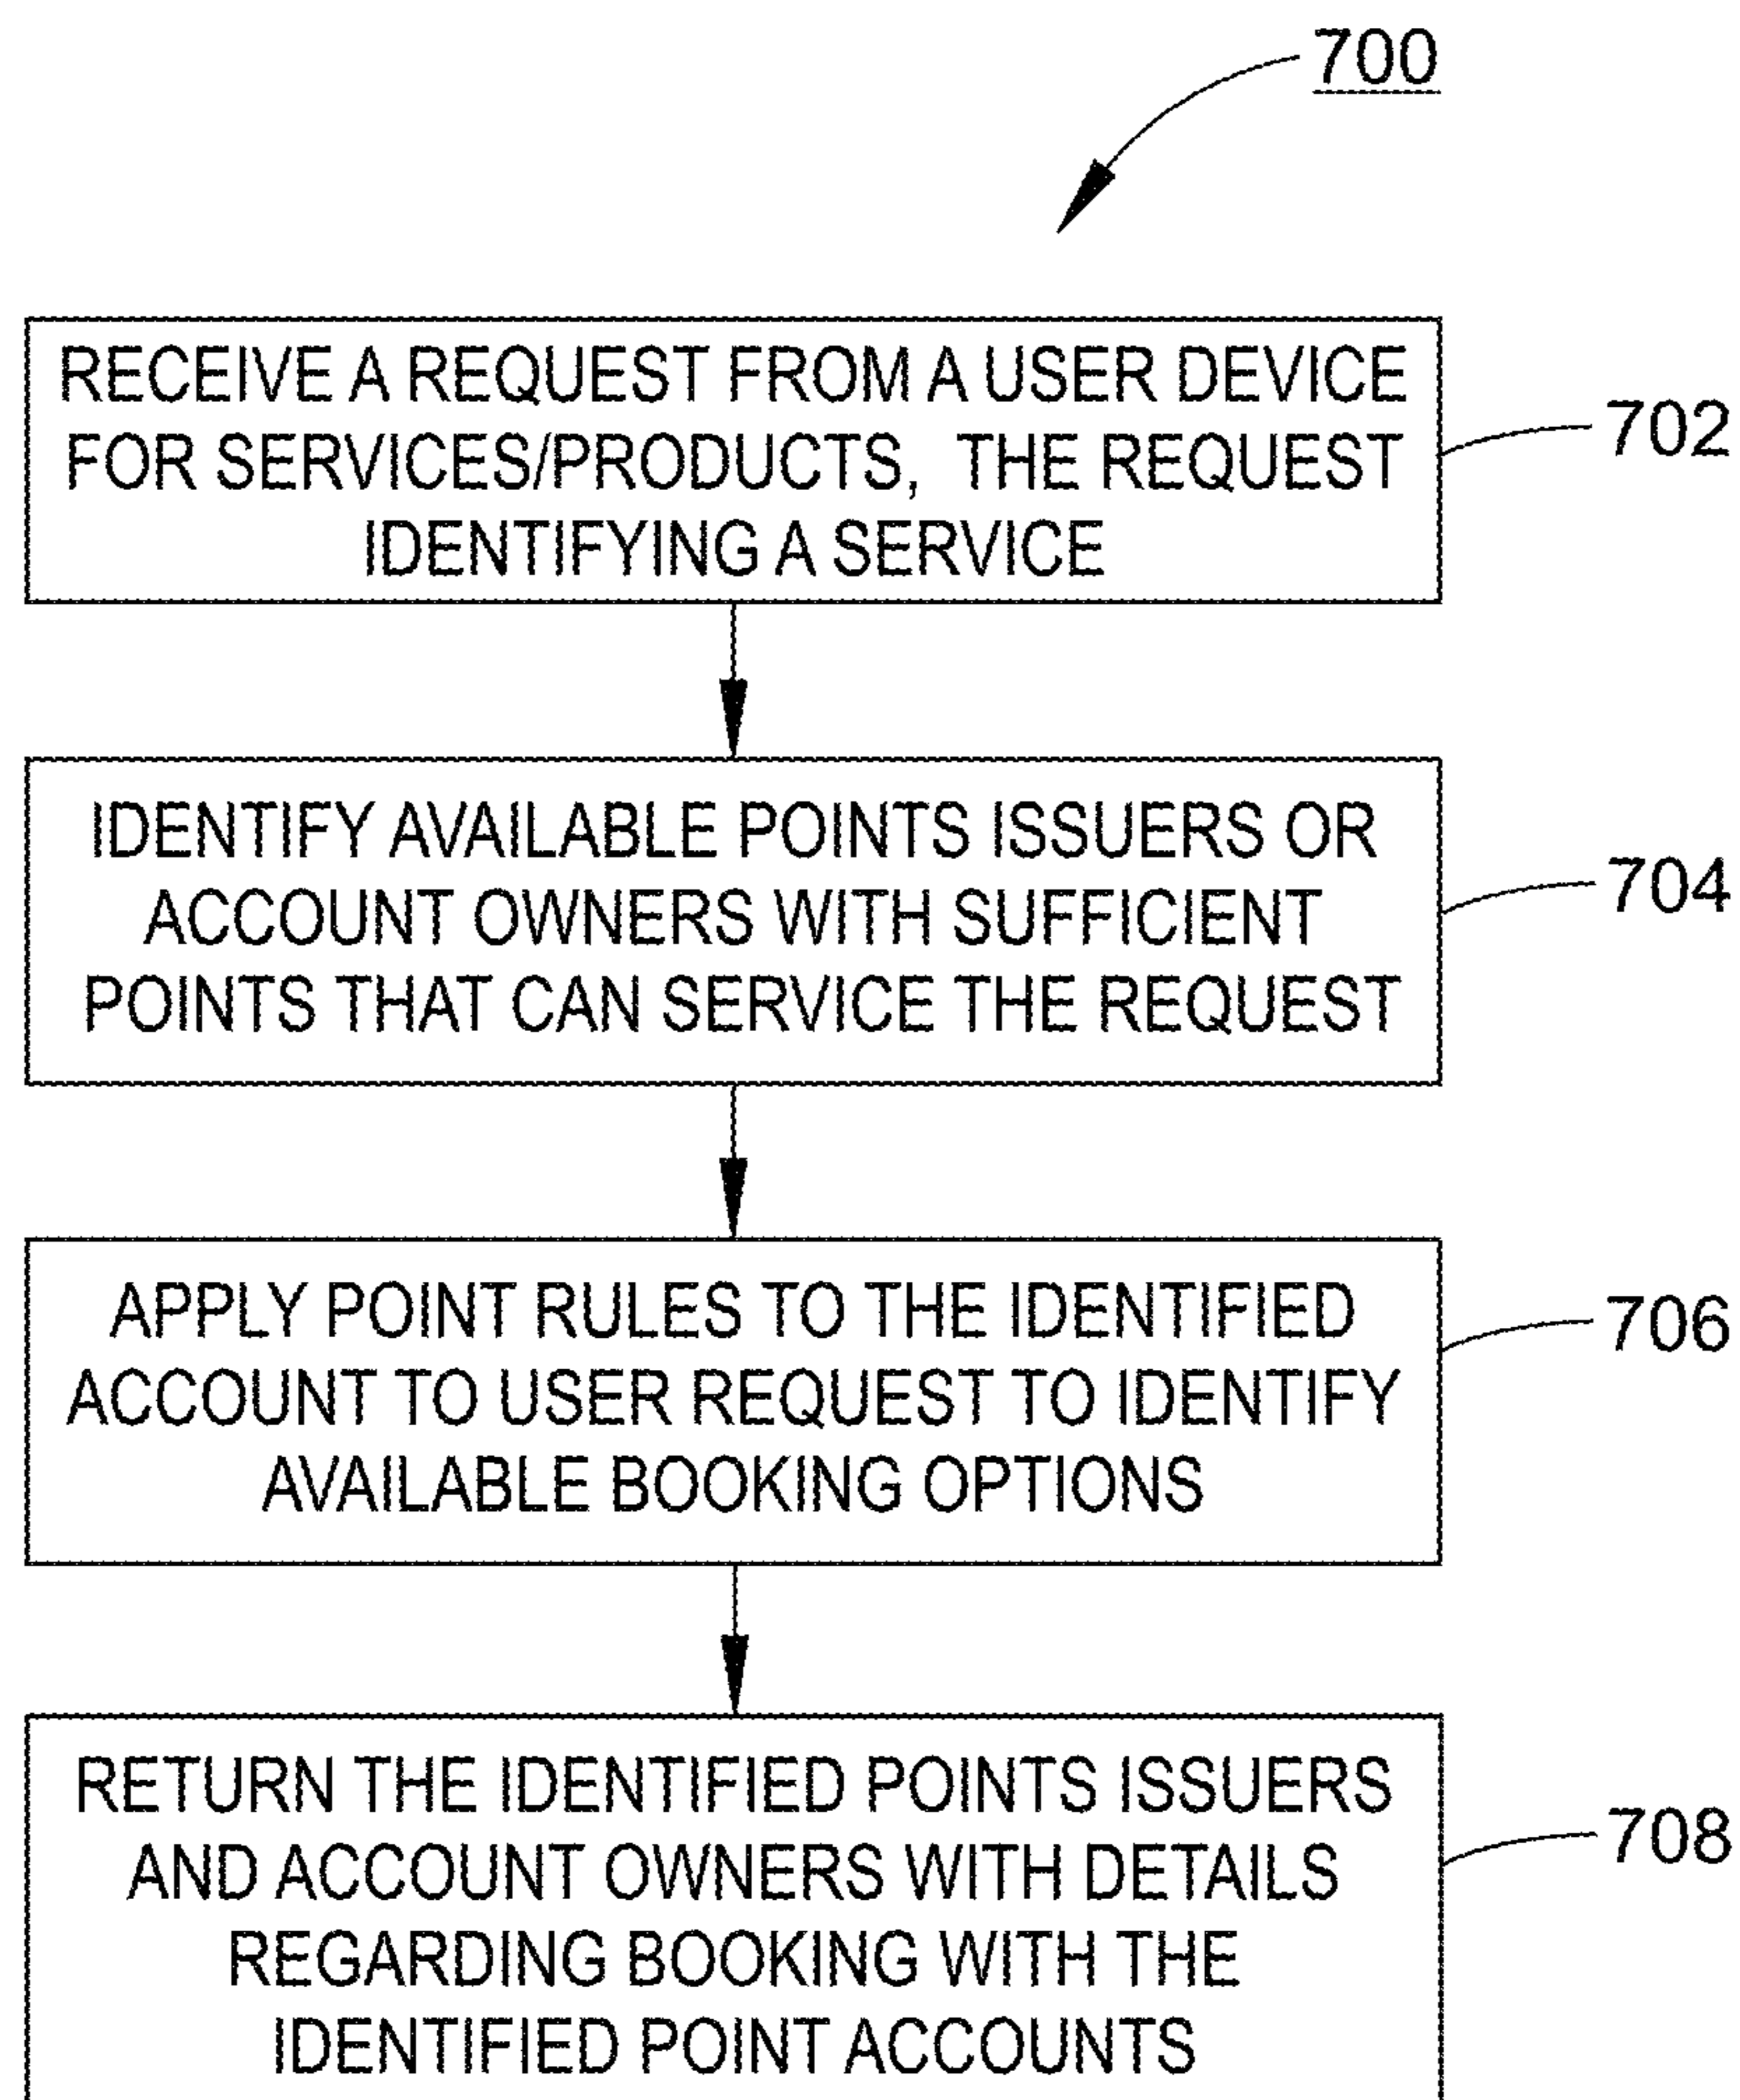 700
RECEIVE A REQUEST FROM A USER DEVICE
FOR SERVICES/PRODUCTS, THE REQUEST
IDENTIFYING A SERVICE
702
IDENTIFY AVAILABLE POINTS ISSUERS OR
ACCOUNT OWNERS WITH SUFFICIENT
POINTS THAT CAN SERVICE THE REQUEST
704
APPLY POINT RULES TO THE IDENTIFIED
ACCOUNT TO USER REQUEST TO IDENTIFY
AVAILABLE BOOKING OPTIONS
706
RETURN THE IDENTIFIED POINTS ISSUERS
AND ACCOUNT OWNERS WITH DETAILS
REGARDING BOOKING WITH THE
IDENTIFIED POINT ACCOUNTS
708